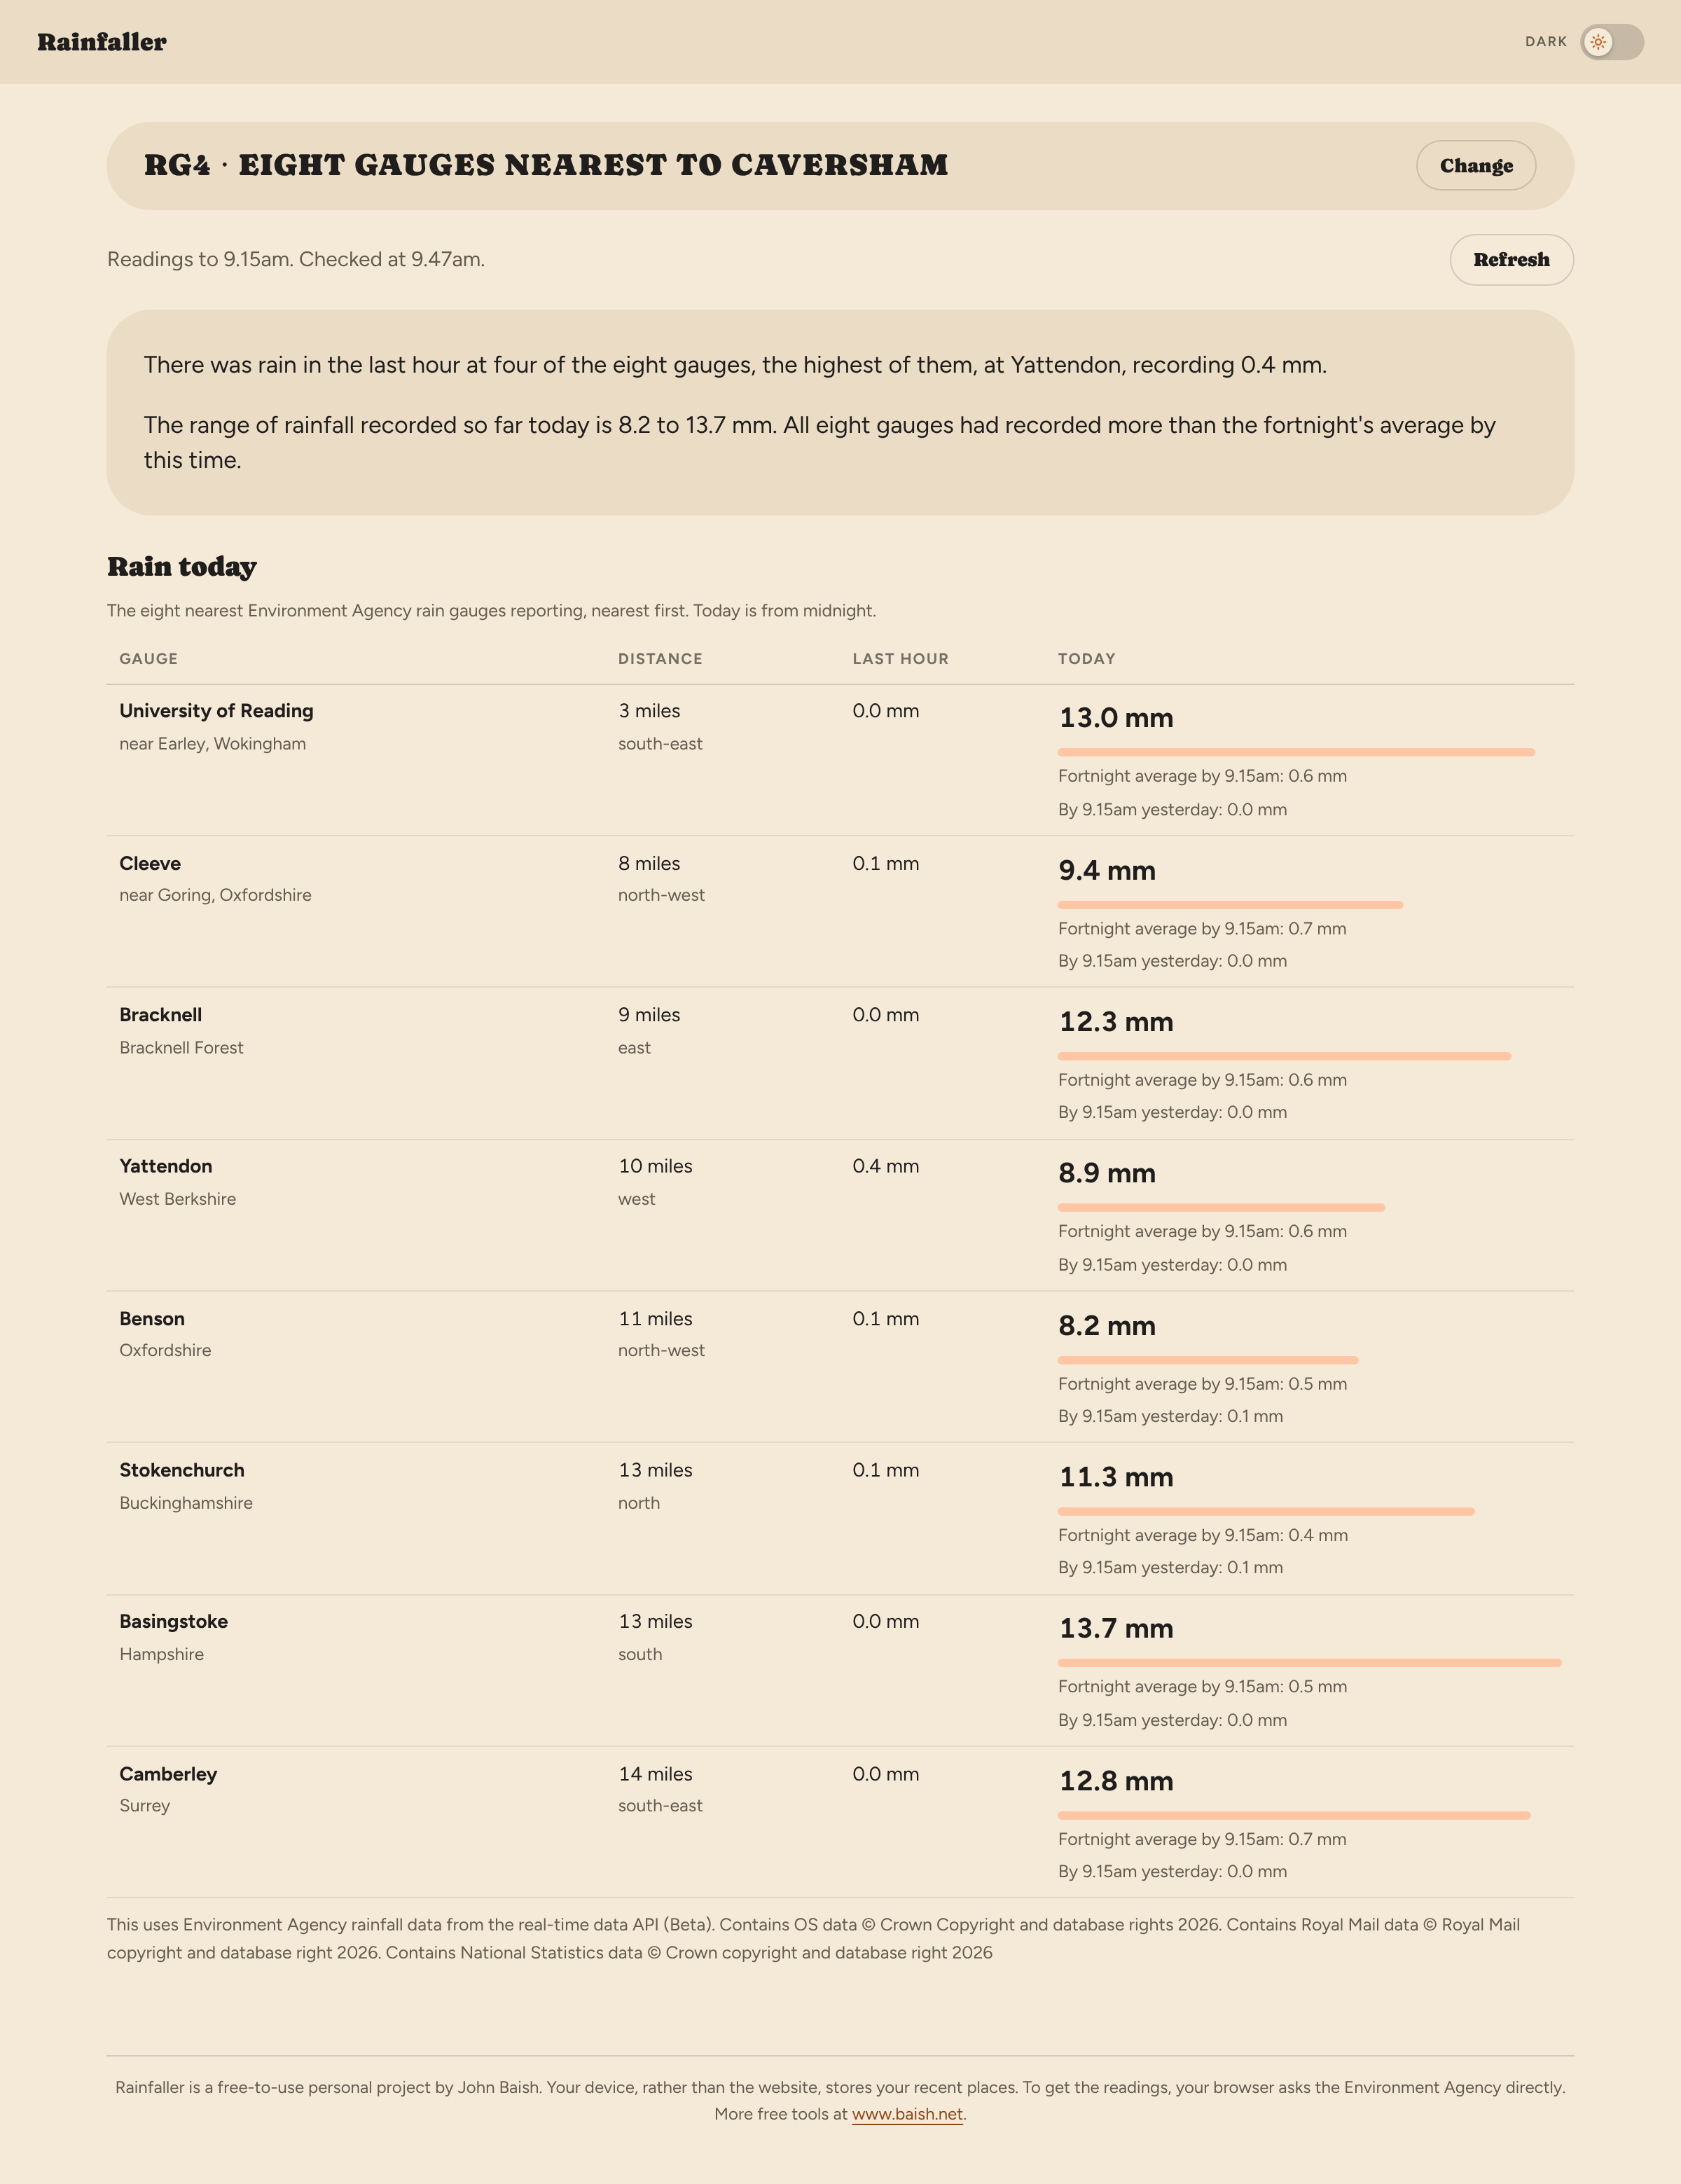 Rainfaller
DARK
RG4 · EIGHT GAUGES NEAREST TO CAVERSHAM
Change
Readings to 9.15am. Checked at 9.47am.
Refresh
There was rain in the last hour at four of the eight gauges, the highest of them, at Yattendon, recording 0.4 mm.
The range of rainfall recorded so far today is 8.2 to 13.7 mm. All eight gauges had recorded more than the fortnight's average by
this time.
Rain today
The eight nearest Environment Agency rain gauges reporting, nearest first. Today is from midnight.
GAUGE DISTANCE LAST HOUR TODAY
University of Reading 3 miles 0.0 mm 13.0 mm
near Earley, Wokingham south-east
Fortnight average by 9.15am: 0.6 mm
By 9.15am yesterday: 0.0 mm
Cleeve 8 miles 0.1 mm 9.4 mm
near Goring, Oxfordshire north-west
Fortnight average by 9.15am: 0.7 mm
By 9.15am yesterday: 0.0 mm
Bracknell 9 miles 0.0 mm 12.3 mm
Bracknell Forest east
Fortnight average by 9.15am: 0.6 mm
By 9.15am yesterday: 0.0 mm
Yattendon 10 miles 0.4 mm 8.9 mm
West Berkshire west
Fortnight average by 9.15am: 0.6 mm
By 9.15am yesterday: 0.0 mm
Benson 11 miles 0.1 mm 8.2 mm
Oxfordshire north-west
Fortnight average by 9.15am: 0.5 mm
By 9.15am yesterday: 0.1 mm
Stokenchurch 13 miles 0.1 mm 11.3 mm
Buckinghamshire north
Fortnight average by 9.15am: 0.4 mm
By 9.15am yesterday: 0.1 mm
Basingstoke 13 miles 0.0 mm 13.7 mm
Hampshire south
Fortnight average by 9.15am: 0.5 mm
By 9.15am yesterday: 0.0 mm
Camberley 14 miles 0.0 mm 12.8 mm
Surrey south-east
Fortnight average by 9.15am: 0.7 mm
By 9.15am yesterday: 0.0 mm
This uses Environment Agency rainfall data from the real-time data API (Beta). Contains OS data © Crown Copyright and database rights 2026. Contains Royal Mail data © Royal Mail
copyright and database right 2026. Contains National Statistics data © Crown copyright and database right 2026
Rainfaller is a free-to-use personal project by John Baish. Your device, rather than the website, stores your recent places. To get the readings, your browser asks the Environment Agency directly.
More free tools at www.baish.net.